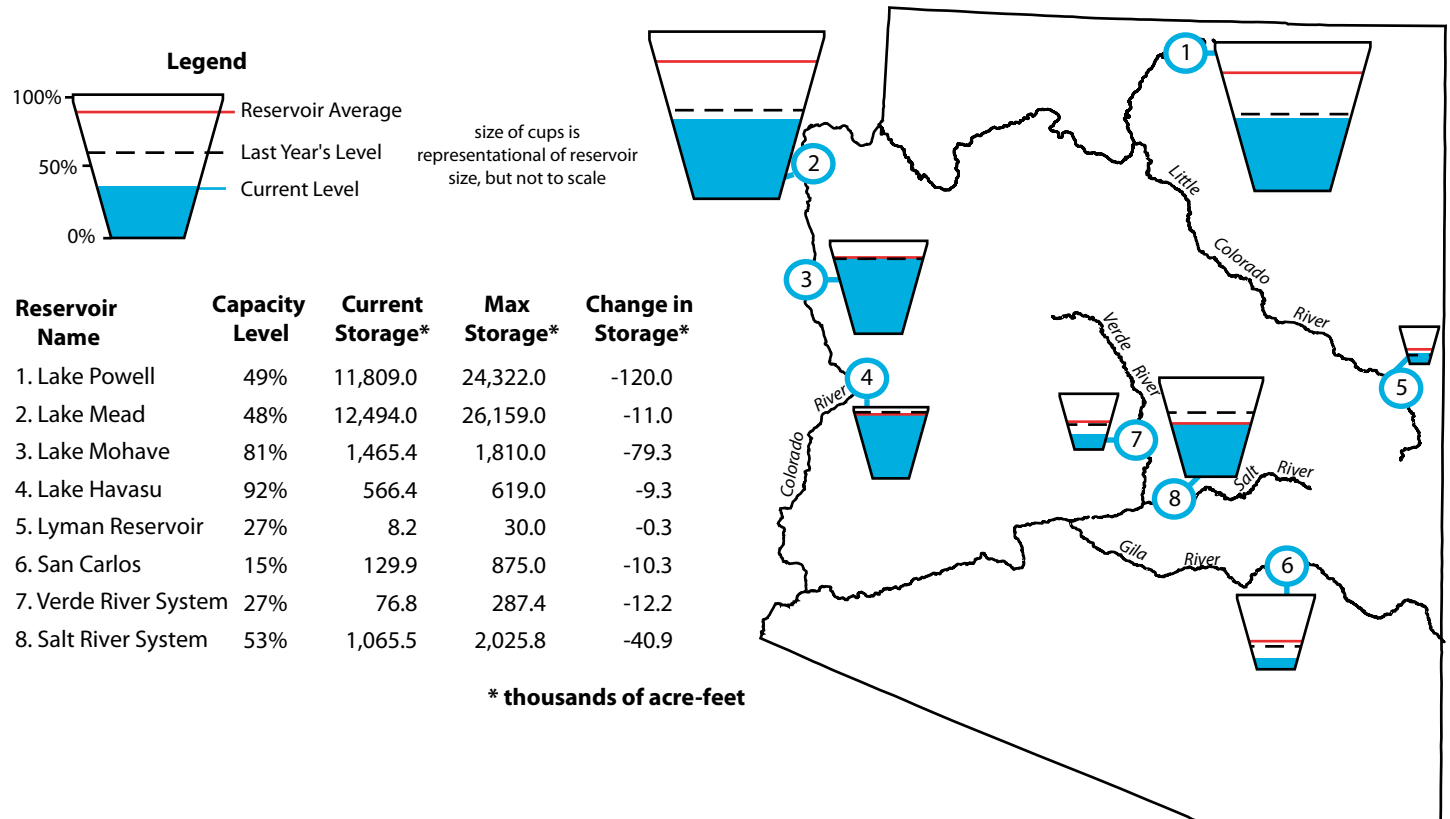 Legend
100%
50%
0%
Reservoir Average
Last Year's Level
Current Level
size of cups is
representational of reservoir
size, but not to scale
Reservoir Name Capacity Level Current Storage* Max Storage* Change in Storage*
1. Lake Powell 49% 11,809.0 24,322.0 -120.0
2. Lake Mead 48% 12,494.0 26,159.0 -11.0
3. Lake Mohave 81% 1,465.4 1,810.0 -79.3
4. Lake Havasu 92% 566.4 619.0 -9.3
5. Lyman Reservoir 27% 8.2 30.0 -0.3
6. San Carlos 15% 129.9 875.0 -10.3
7. Verde River System 27% 76.8 287.4 -12.2
8. Salt River System 53% 1,065.5 2,025.8 -40.9
* thousands of acre-feet
1
2
3
4
5
6
7
8
Little Colorado River
Verde River
Colorado River
Salt River
Gila River